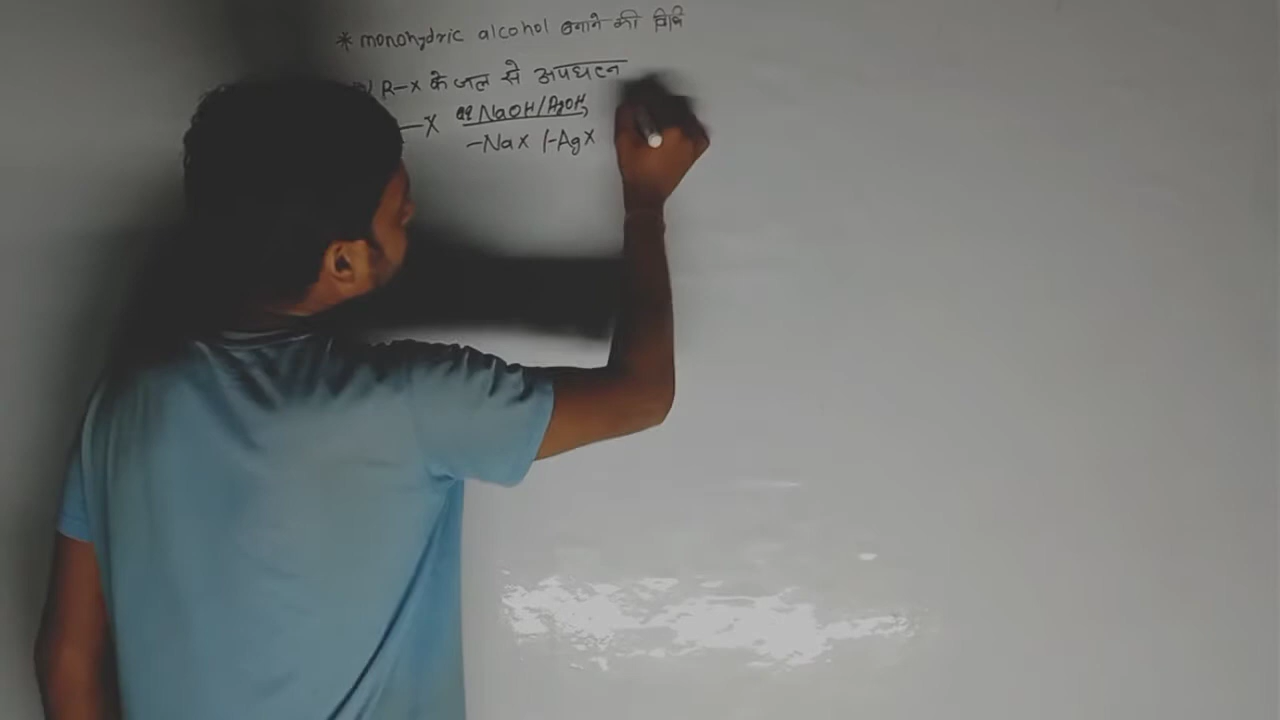 * monohydric alcohol बनाने की विधि
R-X के जल से अपघटन
-X aq NaOH/AgOH
-NaX /-AgX